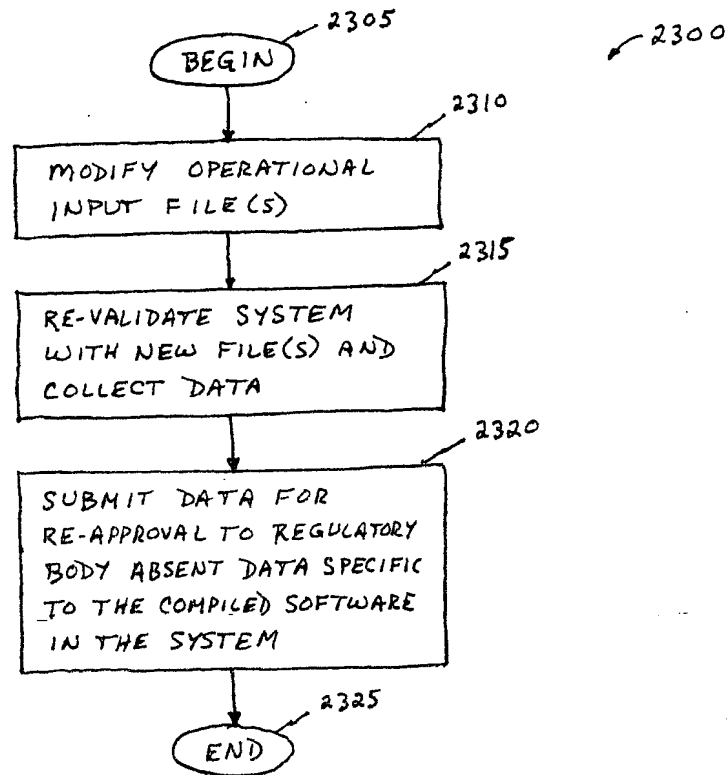 2305
2300
BEGIN
2310
MODIFY OPERATIONAL
INPUT FILE(S)
2315
RE-VALIDATE SYSTEM
WITH NEW FILE(S) AND
COLLECT DATA
2320
SUBMIT DATA FOR
RE-APPROVAL TO REGULATORY
BODY ABSENT DATA SPECIFIC
TO THE COMPILED SOFTWARE
IN THE SYSTEM
2325
END